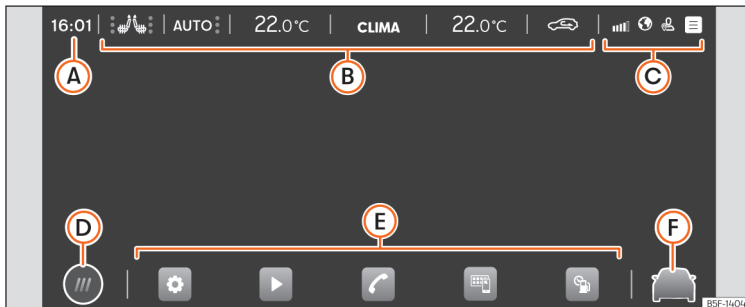 16:01 AUTO 22.0°C CLIMA 22.0°C
A B C
D E F
B5F-1404